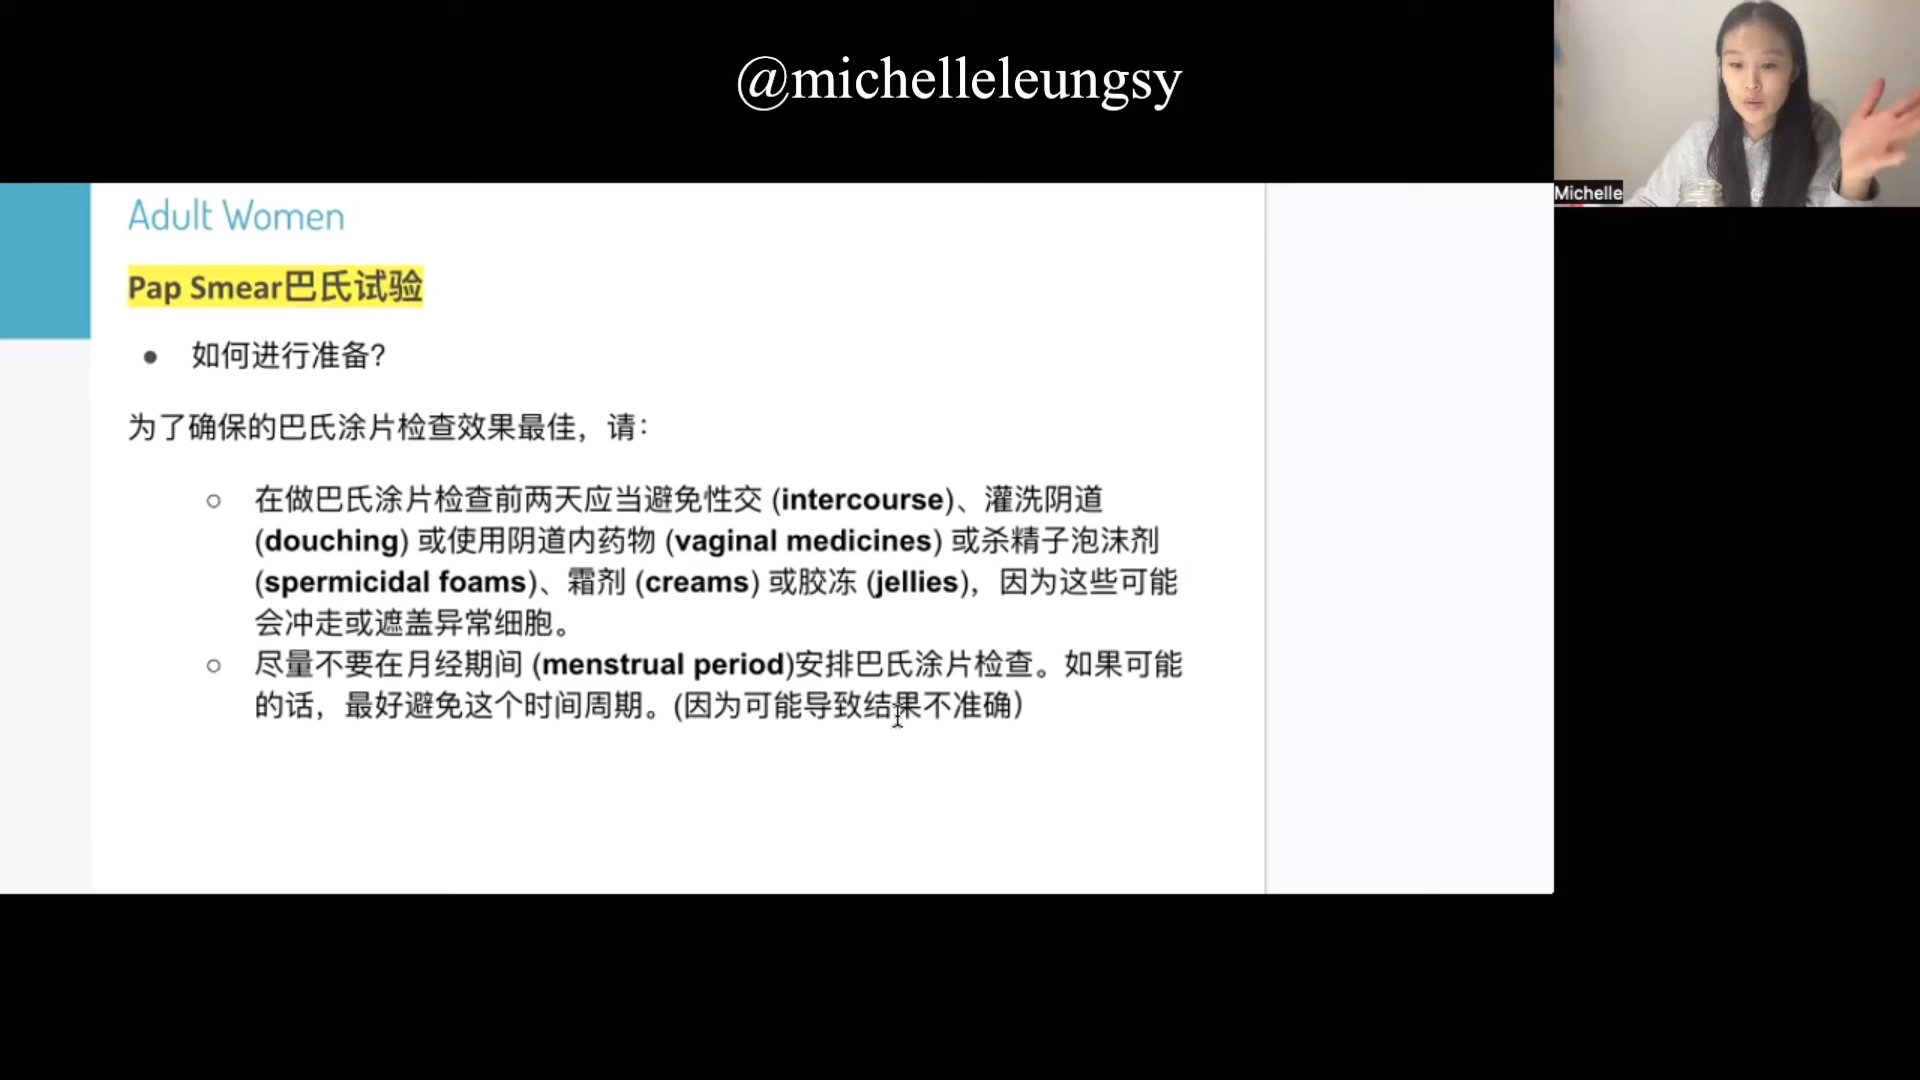 @michelleleungsy
Michelle
Adult Women
Pap Smear巴氏试验
● 如何进行准备?
为了确保的巴氏涂片检查效果最佳，请：
○ 在做巴氏涂片检查前两天应当避免性交 (intercourse)、灌洗阴道
(douching) 或使用阴道内药物 (vaginal medicines) 或杀精子泡沫剂
(spermicidal foams)、霜剂 (creams) 或胶冻 (jellies)，因为这些可能
会冲走或遮盖异常细胞。
○ 尽量不要在月经期间 (menstrual period)安排巴氏涂片检查。如果可能
的话，最好避免这个时间周期。(因为可能导致结果不准确）